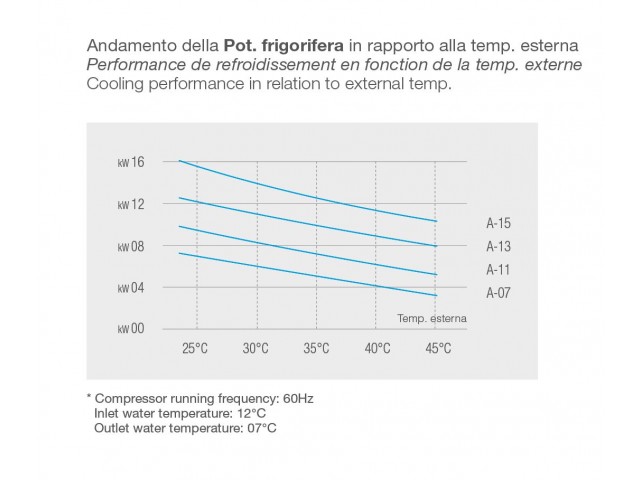 Andamento della Pot. frigorifera in rapporto alla temp. esterna
Performance de refroidissement en fonction de la temp. externe
Cooling performance in relation to external temp.
kW 16
kW 12
kW 08
kW 04
kW 00
A-15
A-13
A-11
A-07
Temp. esterna
25°C 30°C 35°C 40°C 45°C
* Compressor running frequency: 60Hz
Inlet water temperature: 12°C
Outlet water temperature: 07°C